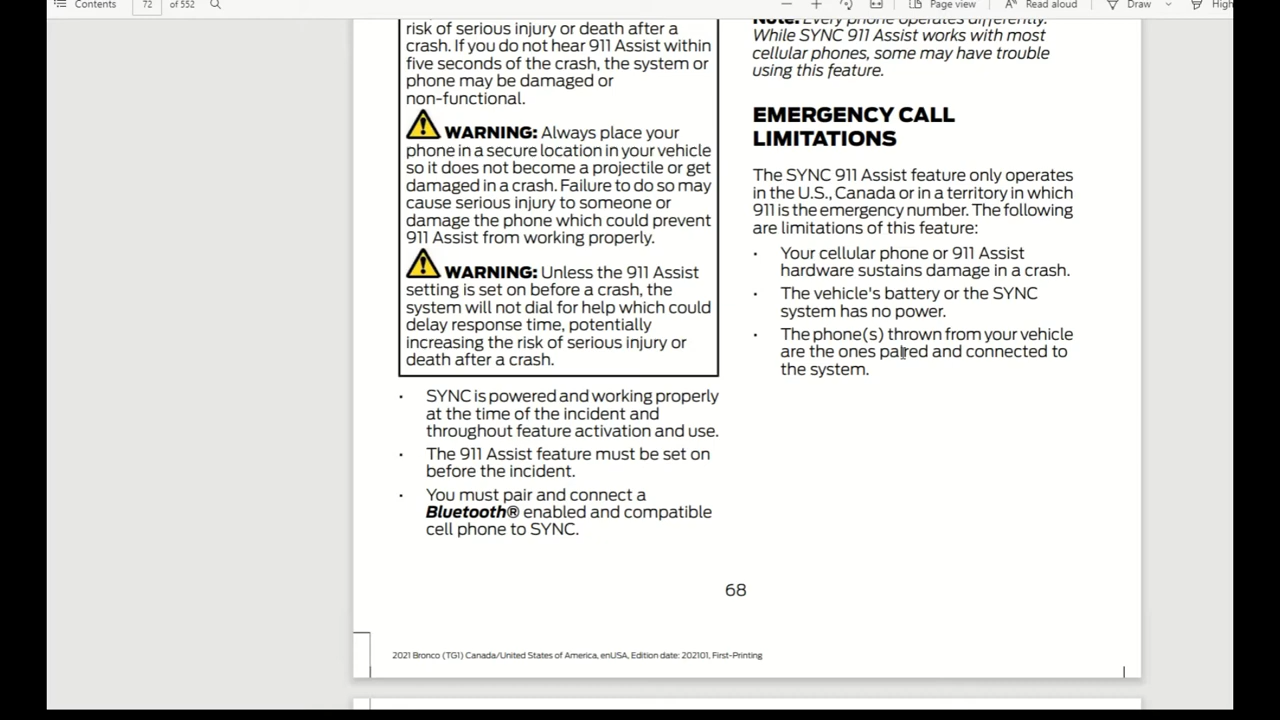 Contents
72
of 552
Page view
Read aloud
Draw
High
risk of serious injury or death after a
crash. If you do not hear 911 Assist within
five seconds of the crash, the system or
phone may be damaged or
non-functional.
WARNING: Always place your
phone in a secure location in your vehicle
so it does not become a projectile or get
damaged in a crash. Failure to do so may
cause serious injury to someone or
damage the phone which could prevent
911 Assist from working properly.
WARNING: Unless the 911 Assist
setting is set on before a crash, the
system will not dial for help which could
delay response time, potentially
increasing the risk of serious injury or
death after a crash.
• SYNC is powered and working properly
at the time of the incident and
throughout feature activation and use.
• The 911 Assist feature must be set on
before the incident.
• You must pair and connect a
Bluetooth® enabled and compatible
cell phone to SYNC.
Note: Every phone operates differently.
While SYNC 911 Assist works with most
cellular phones, some may have trouble
using this feature.
EMERGENCY CALL
LIMITATIONS
The SYNC 911 Assist feature only operates
in the U.S., Canada or in a territory in which
911 is the emergency number. The following
are limitations of this feature:
• Your cellular phone or 911 Assist
hardware sustains damage in a crash.
• The vehicle's battery or the SYNC
system has no power.
• The phone(s) thrown from your vehicle
are the ones paired and connected to
the system.
68
2021 Bronco (TG1) Canada/United States of America, enUSA, Edition date: 202101, First-Printing